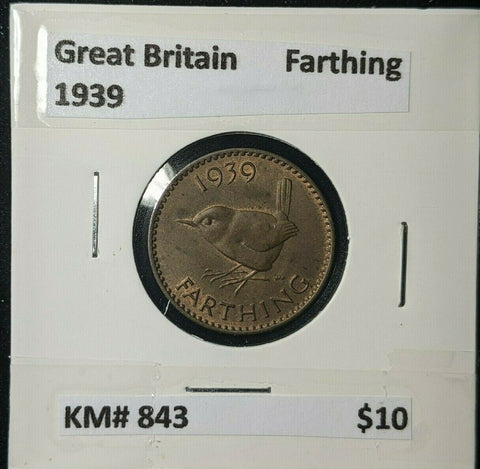 Great Britain Farthing
1939
1939
FARTHING
KM# 843 $10